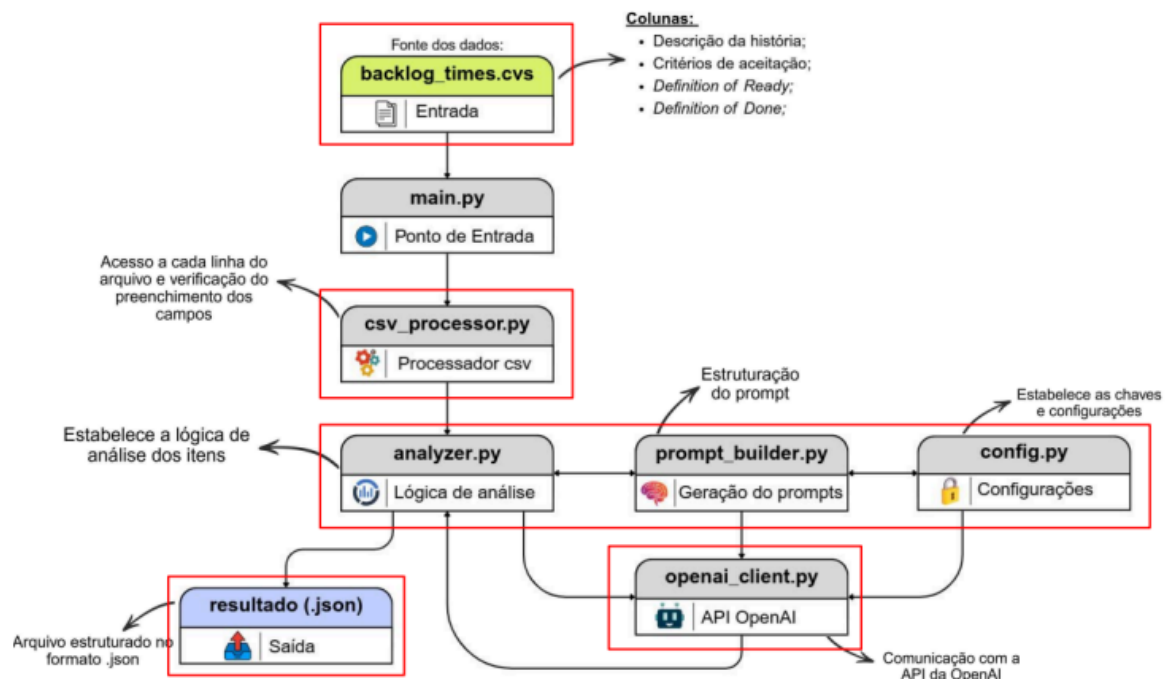 Fonte dos dados:
backlog_times.cvs
Entrada
Colunas:
Descrição da história;
Critérios de aceitação;
Definition of Ready;
Definition of Done;
main.py
Ponto de Entrada
Acesso a cada linha do
arquivo e verificação do
preenchimento dos
campos
csv_processor.py
Processador csv
Estruturação
do prompt
Estabelece as chaves
e configurações
Estabelece a lógica de
análise dos itens
analyzer.py
Lógica de análise
prompt_builder.py
Geração do prompts
config.py
Configurações
openai_client.py
API OpenAI
resultado (.json)
Saída
Arquivo estruturado no
formato .json
Comunicação com a
API da OpenAI